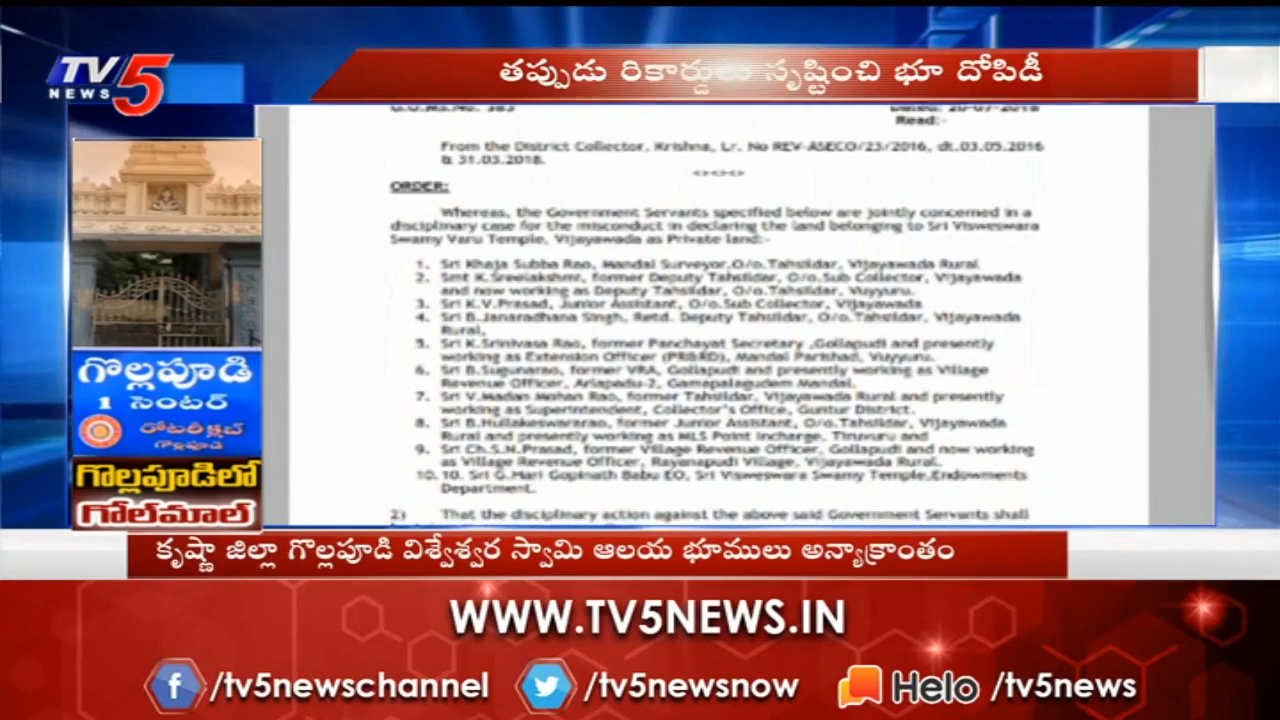 TV5
NEWS
తప్పుడు రికార్డులు సృష్టించి భూ దోపిడీ
G.O.Ms.No. 383
Dated: 20-07-2018
Read:-
From the District Collector, Krishna, Lr. No REV-ASECO/23/2016, dt.03.05.2016
& 31.03.2018.
<><><>
ORDER:
Whereas, the Government Servants specified below are jointly concerned in a
disciplinary case for the misconduct in declaring the land belonging to Sri Visweswara
Swamy Varu Temple, Vijayawada as Private land:-
1. Sri Khaja Subba Rao, Mandal Surveyor,O/o.Tahsildar, Vijayawada Rural
2. Smt K.Sreelakshmi, former Deputy Tahsildar, O/o.Sub Collector, Vijayawada
and now working as Deputy Tahsildar, O/o.Tahsildar, Vuyyuru.
3. Sri K.V.Prasad, Junior Assistant, O/o.Sub Collector, Vijayawada
4. Sri B.Janaradhana Singh, Retd. Deputy Tahsildar, O/o.Tahsildar, Vijayawada
Rural,
5. Sri K.Srinivasa Rao, former Panchayat Secretary ,Gollapudi and presently
working as Extension Officer (PR&RD), Mandal Parishad, Vuyyuru.
6. Sri B.Sugunarao, former VRA, Gollapudi and presently working as Village
Revenue Officer, Arlapadu-2, Gamapalagudem Mandal.
7. Sri V.Madan Mohan Rao, former Tahsildar, Vijayawada Rural and presently
working as Superintendent, Collector's Office, Guntur District.
8. Sri B.Hullakeswararao, former Junior Assistant, O/o.Tahsildar, Vijayawada
Rural and presently working as MLS Point Incharge, Tiruvuru and
9. Sri Ch.S.N.Prasad, former Village Revenue Officer, Gollapudi and now working
as Village Revenue Officer, Rayanapudi Village, Vijayawada Rural.
10. 10. Sri G.Hari Gopinath Babu EO, Sri Visweswara Swamy Temple,Endowments
Department.
2) That the disciplinary action against the above said Government Servants shall
గొల్లపూడి
1 సెంటర్
రోటరీక్లబ్
గొల్లపూడి
గొల్లపూడిలో
గోల్‌మాల్
కృష్ణా జిల్లా గొల్లపూడి విశ్వేశ్వర స్వామి ఆలయ భూములు అన్యాక్రాంతం
WWW.TV5NEWS.IN
/tv5newschannel
/tv5newsnow
Helo /tv5news